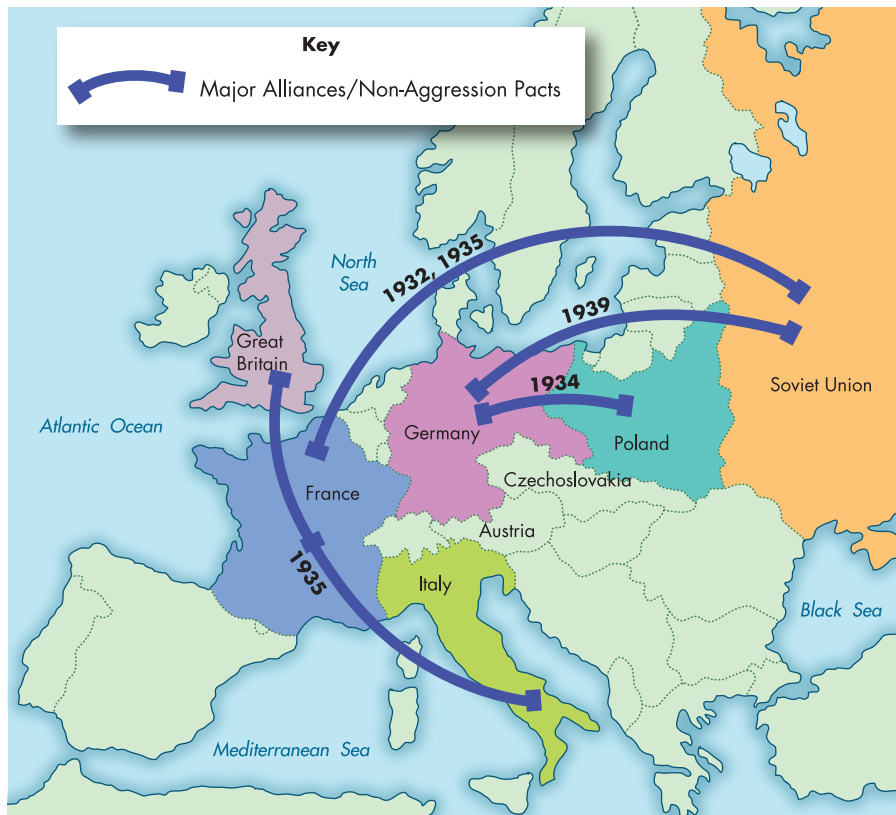 Key
Major Alliances/Non-Aggression Pacts
1932, 1935
North
Sea
1939
Great
Britain
1934
Soviet Union
Atlantic Ocean
Germany
Poland
Czechoslovakia
France
Austria
1935
Italy
Black Sea
Mediterranean Sea